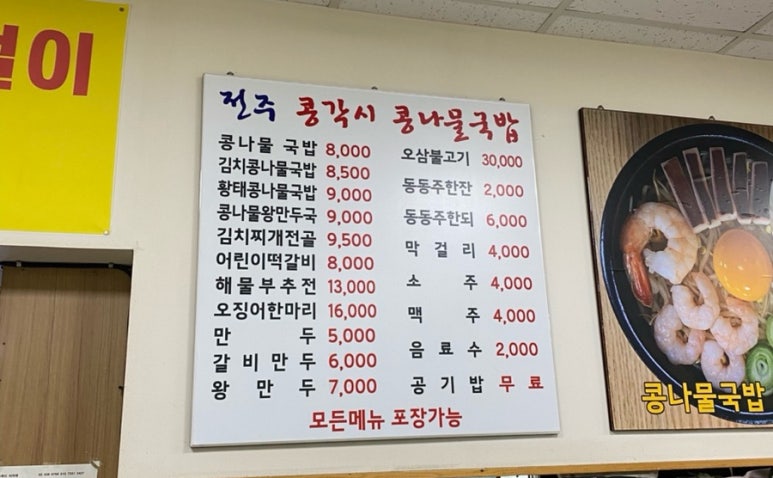 이
전주 콩각시 콩나물국밥
콩나물 국밥 8,000
김치콩나물국밥 8,500
황태콩나물국밥 9,000
콩나물왕만두국 9,000
김치찌개전골 9,500
어린이떡갈비 8,000
해물부추전 13,000
오징어한마리 16,000
만 두 5,000
갈비만두 6,000
왕만두 7,000
오삼불고기 30,000
동동주한잔 2,000
동동주한되 6,000
막걸리 4,000
소 주 4,000
맥 주 4,000
음료수 2,000
공기밥 무료
모든메뉴 포장가능
콩나물국밥